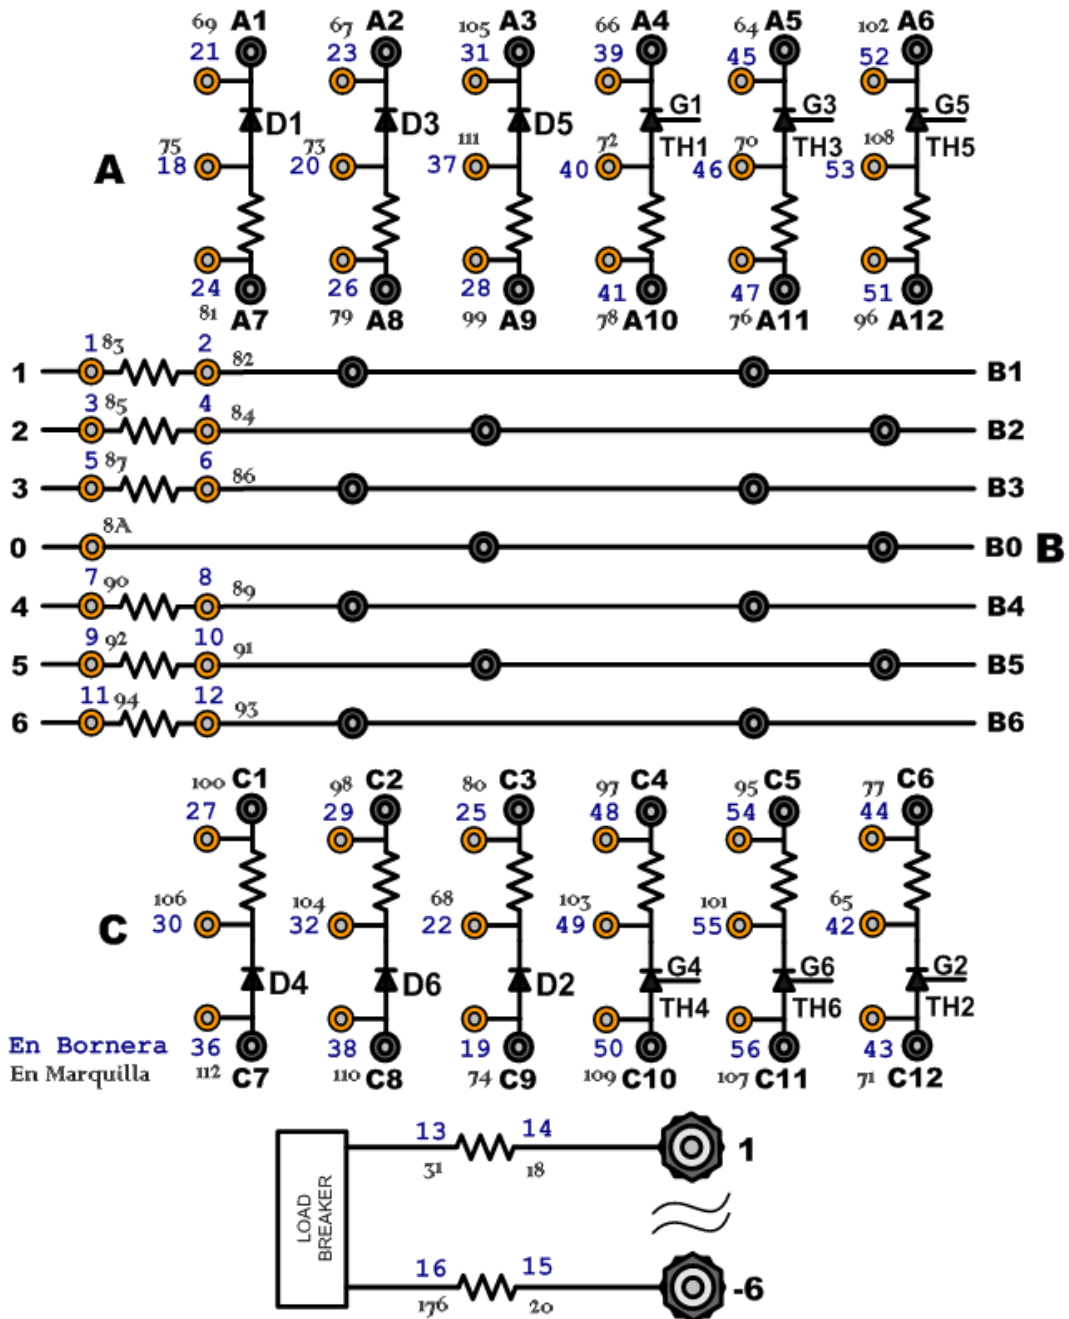 69 A1 67 A2 105 A3 66 A4 64 A5 102 A6
21 23 31 39 45 52
D1 D3 D5 G1 TH1 G3 TH3 G5 TH5
75 73 111 72 70 108
A 18 20 37 40 46 53
24 26 28 41 47 51
81 A7 79 A8 99 A9 78 A10 76 A11 96 A12
1 83 2 82
1 B1
3 85 4 84
2 B2
5 87 6 86
3 B3
8A
0 B0 B
7 90 8 89
4 B4
9 92 10 91
5 B5
11 94 12 93
6 B6
100 C1 98 C2 80 C3 97 C4 95 C5 77 C6
27 29 25 48 54 44
106 104 68 103 101 65
C 30 32 22 49 55 42
D4 D6 D2 G4 TH4 G6 TH6 G2 TH2
En Bornera 36 38 19 50 56 43
En Marquilla 112 C7 110 C8 74 C9 109 C10 107 C11 71 C12
13 14
1
31 18
LOAD
BREAKER
16 15
-6
176 20